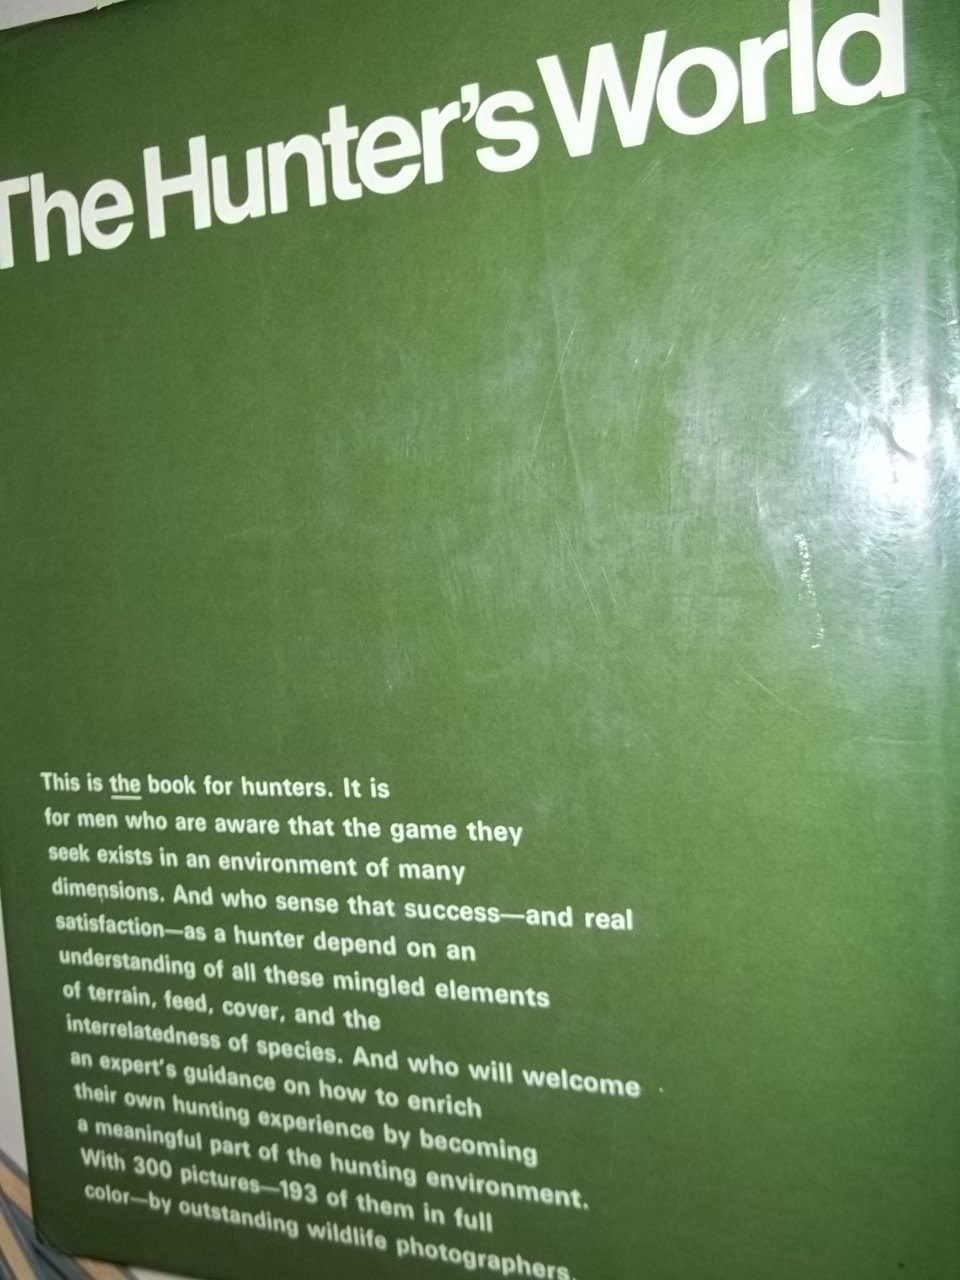 The Hunter's World
This is the book for hunters. It is
for men who are aware that the game they
seek exists in an environment of many
dimensions. And who sense that success—and real
satisfaction—as a hunter depend on an
understanding of all these mingled elements
of terrain, feed, cover, and the
interrelatedness of species. And who will welcome
an expert's guidance on how to enrich
their own hunting experience by becoming
a meaningful part of the hunting environment.
With 300 pictures—193 of them in full
color—by outstanding wildlife photographers.